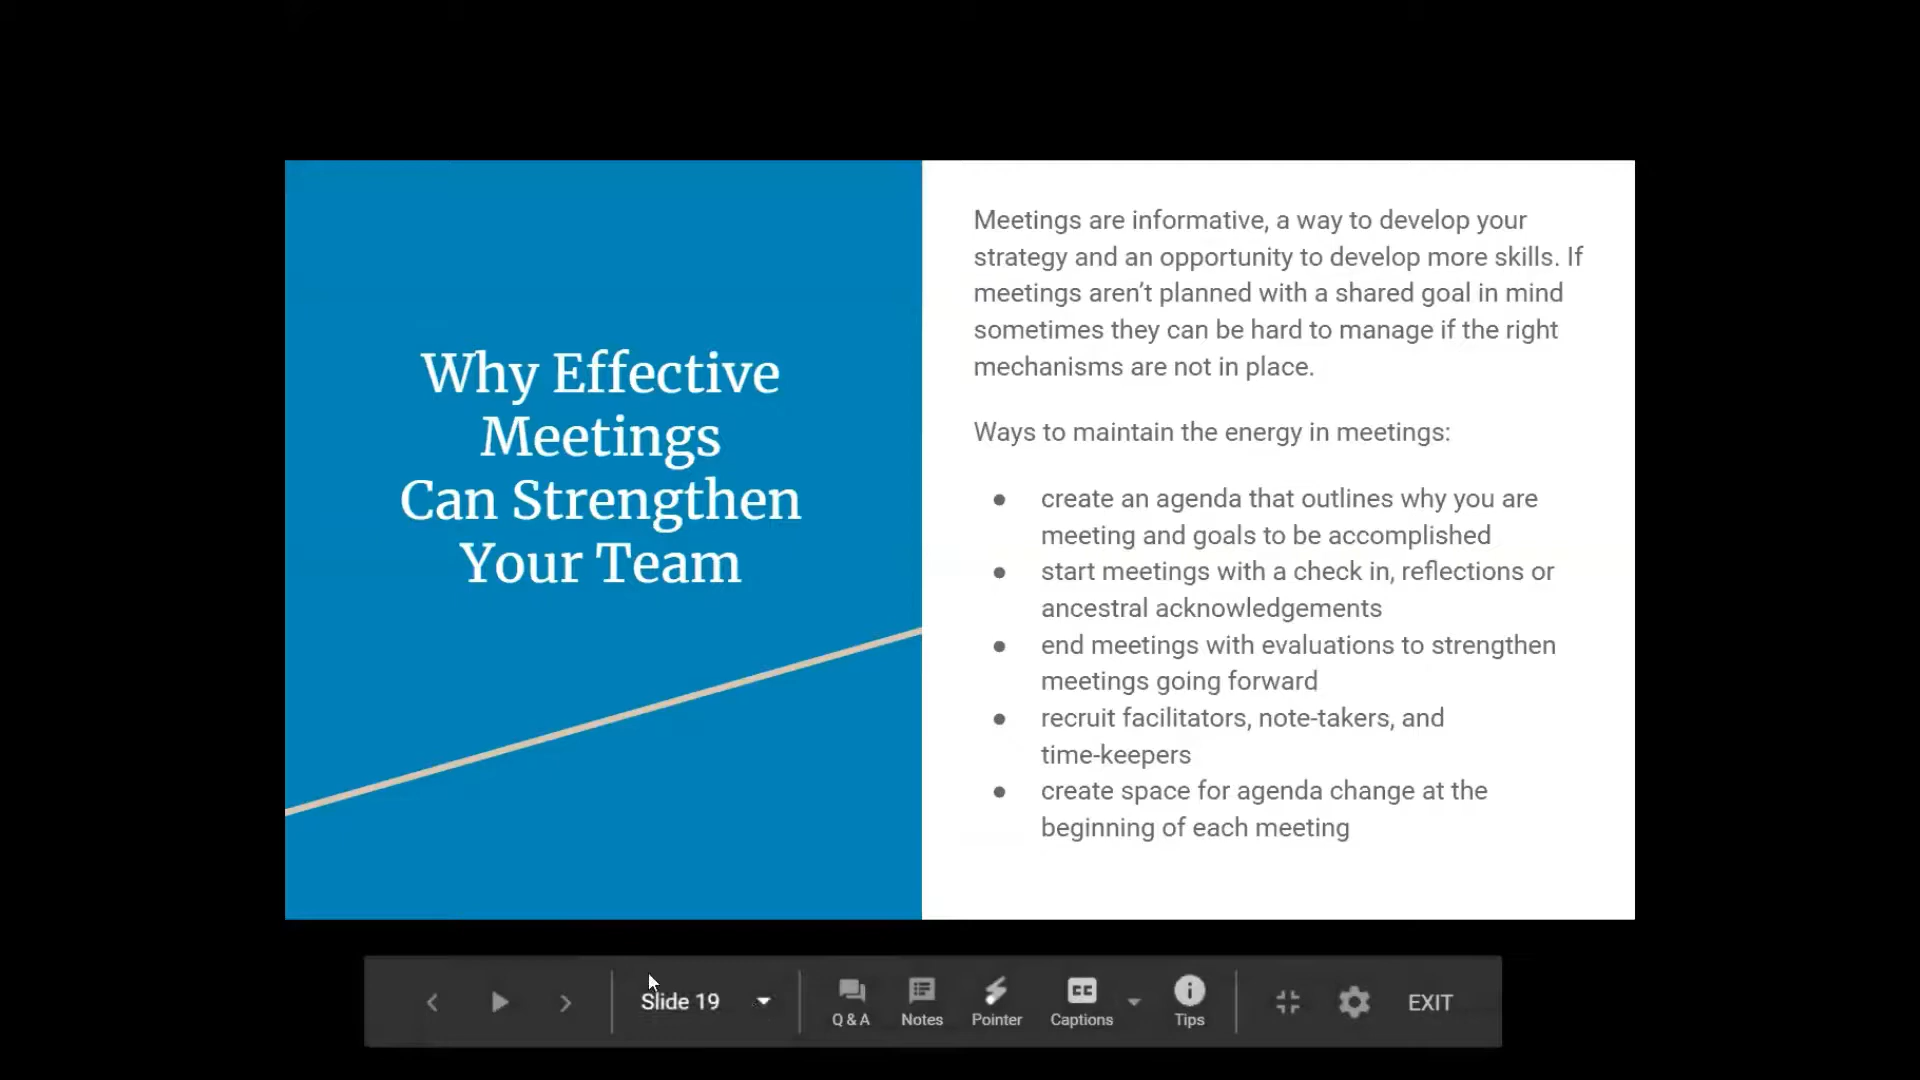 Why Effective
Meetings
Can Strengthen
Your Team
Meetings are informative, a way to develop your
strategy and an opportunity to develop more skills. If
meetings aren’t planned with a shared goal in mind
sometimes they can be hard to manage if the right
mechanisms are not in place.
Ways to maintain the energy in meetings:
● create an agenda that outlines why you are
meeting and goals to be accomplished
● start meetings with a check in, reflections or
ancestral acknowledgements
● end meetings with evaluations to strengthen
meetings going forward
● recruit facilitators, note-takers, and
time-keepers
● create space for agenda change at the
beginning of each meeting
Slide 19
Q & A
Notes
Pointer
CC
Captions
Tips
EXIT